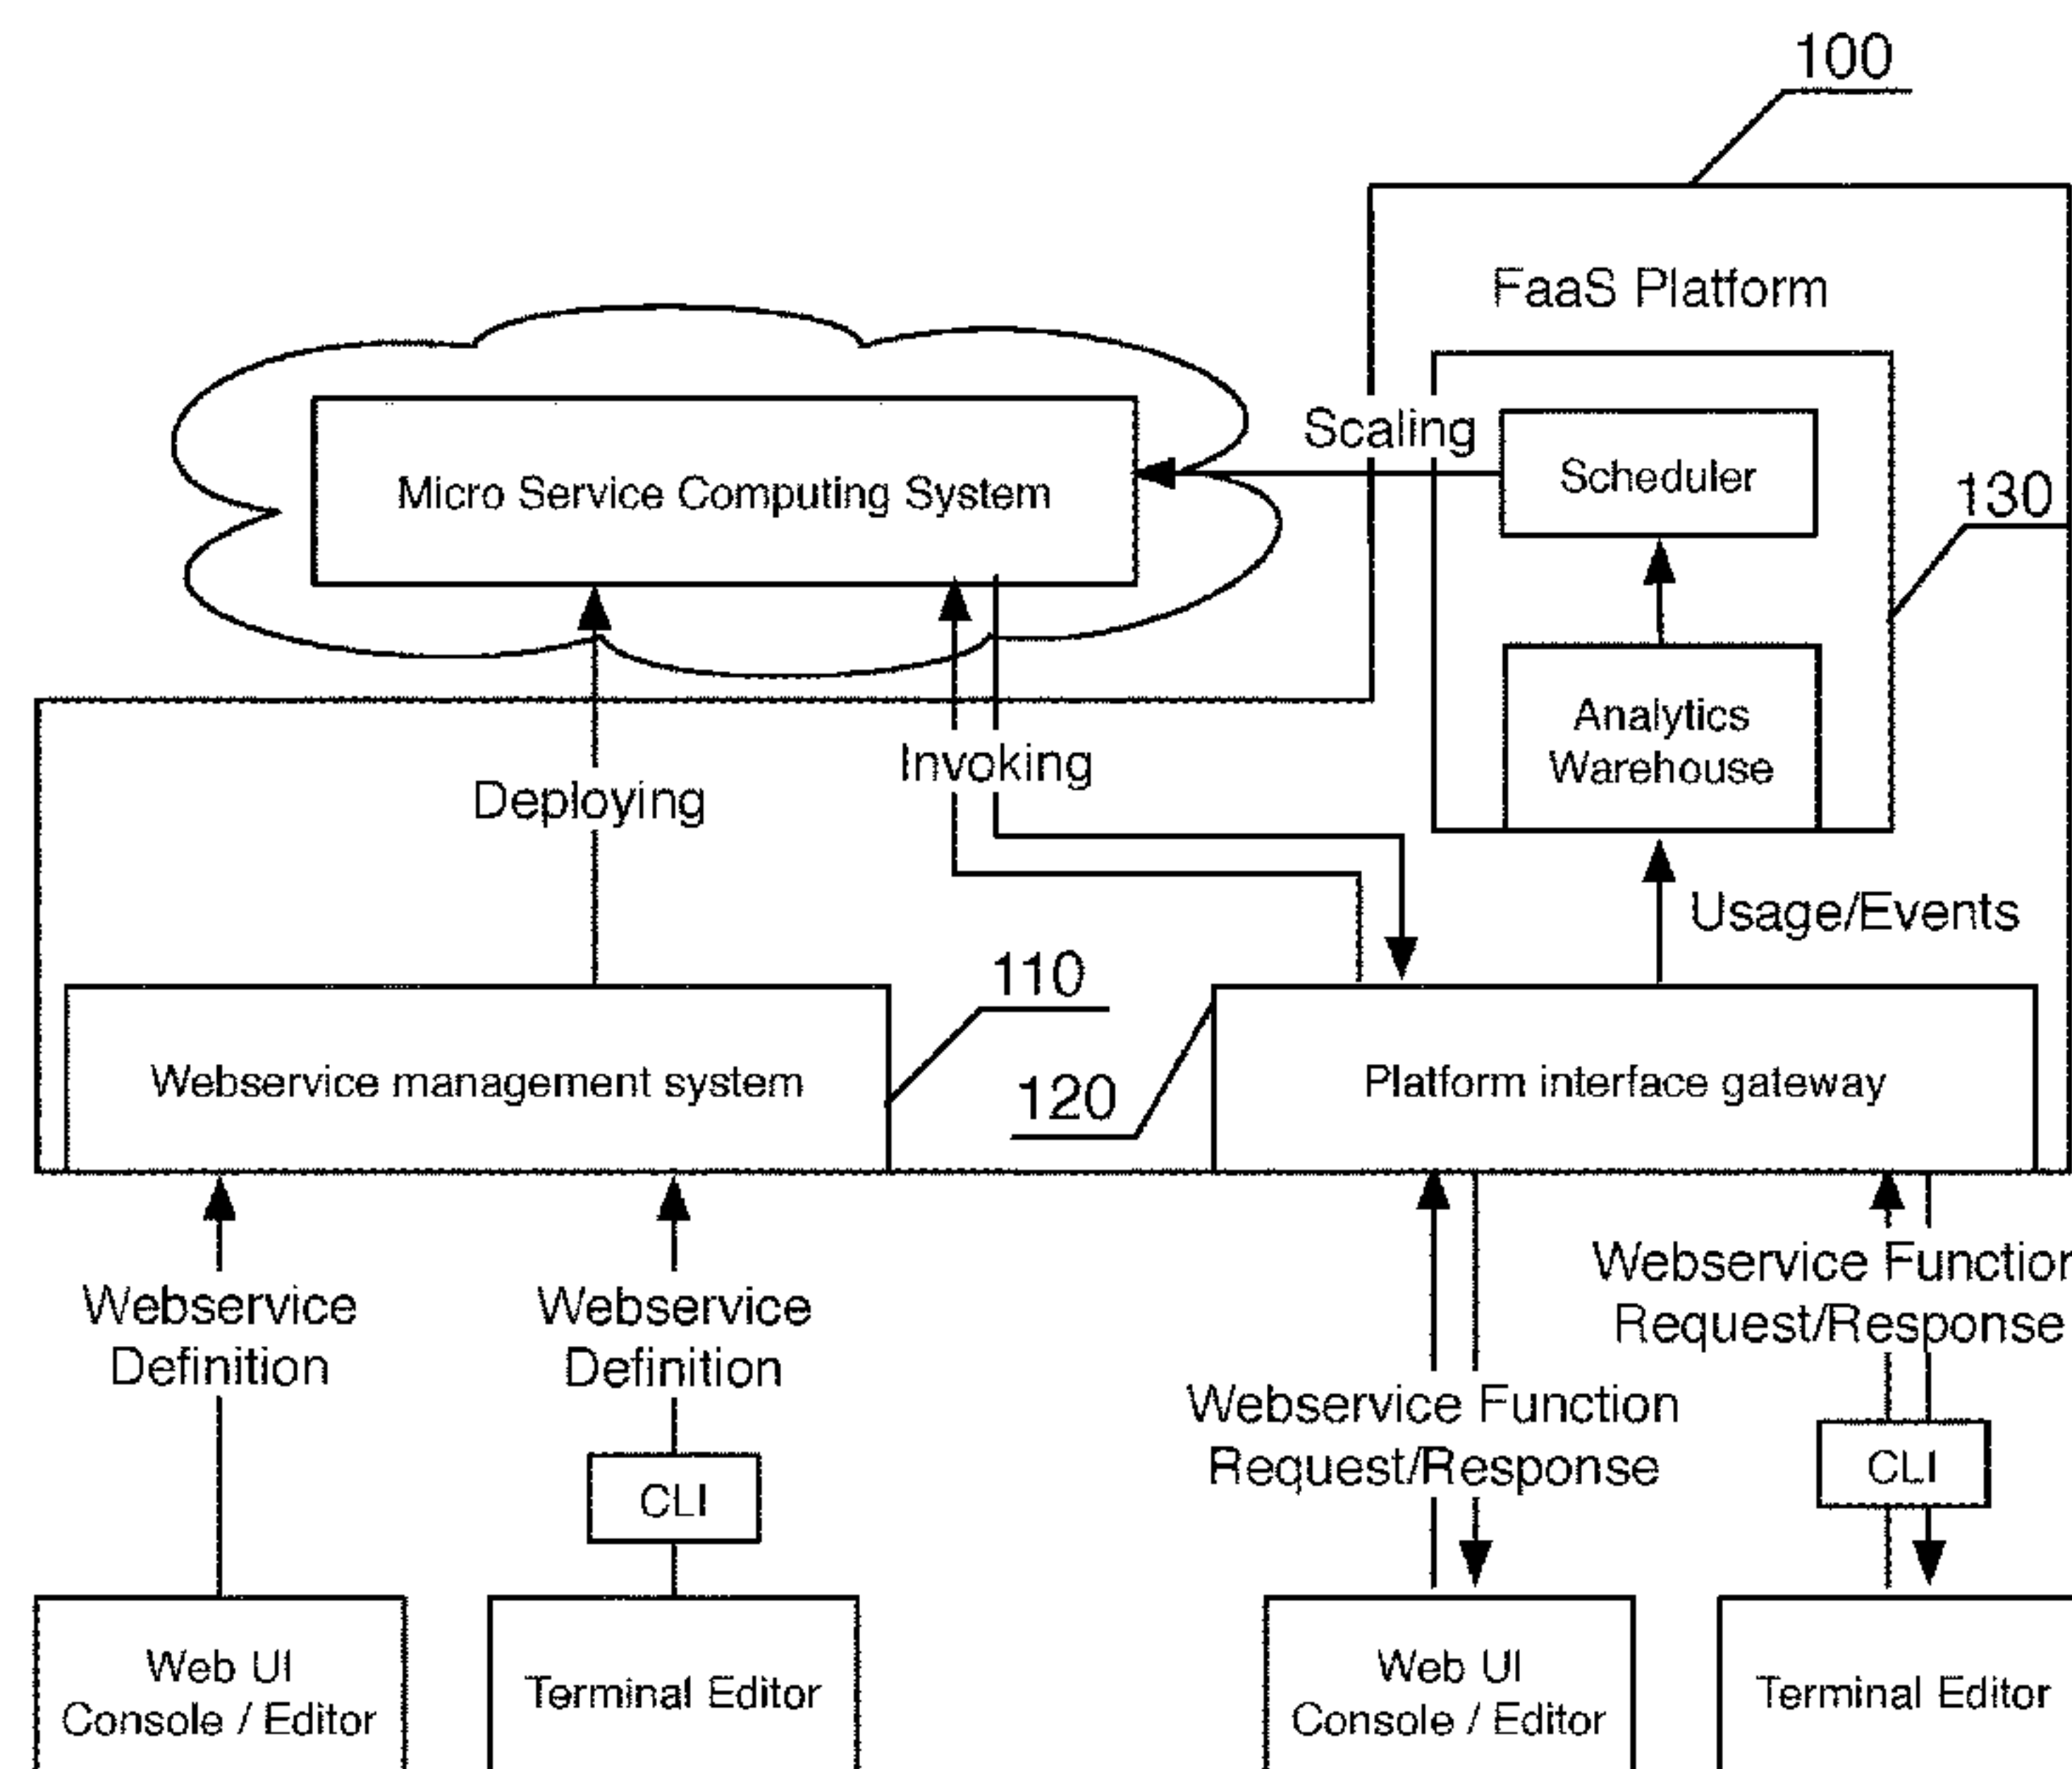 100
FaaS Platform
Scaling
Scheduler
130
Micro Service Computing System
Analytics
Warehouse
Invoking
Deploying
Usage/Events
110
Webservice management system
120
Platform interface gateway
Webservice
Definition
Webservice
Definition
Webservice Function
Request/Response
Webservice Function
Request/Response
CLI
CLI
Web UI
Console / Editor
Terminal Editor
Web UI
Console / Editor
Terminal Editor